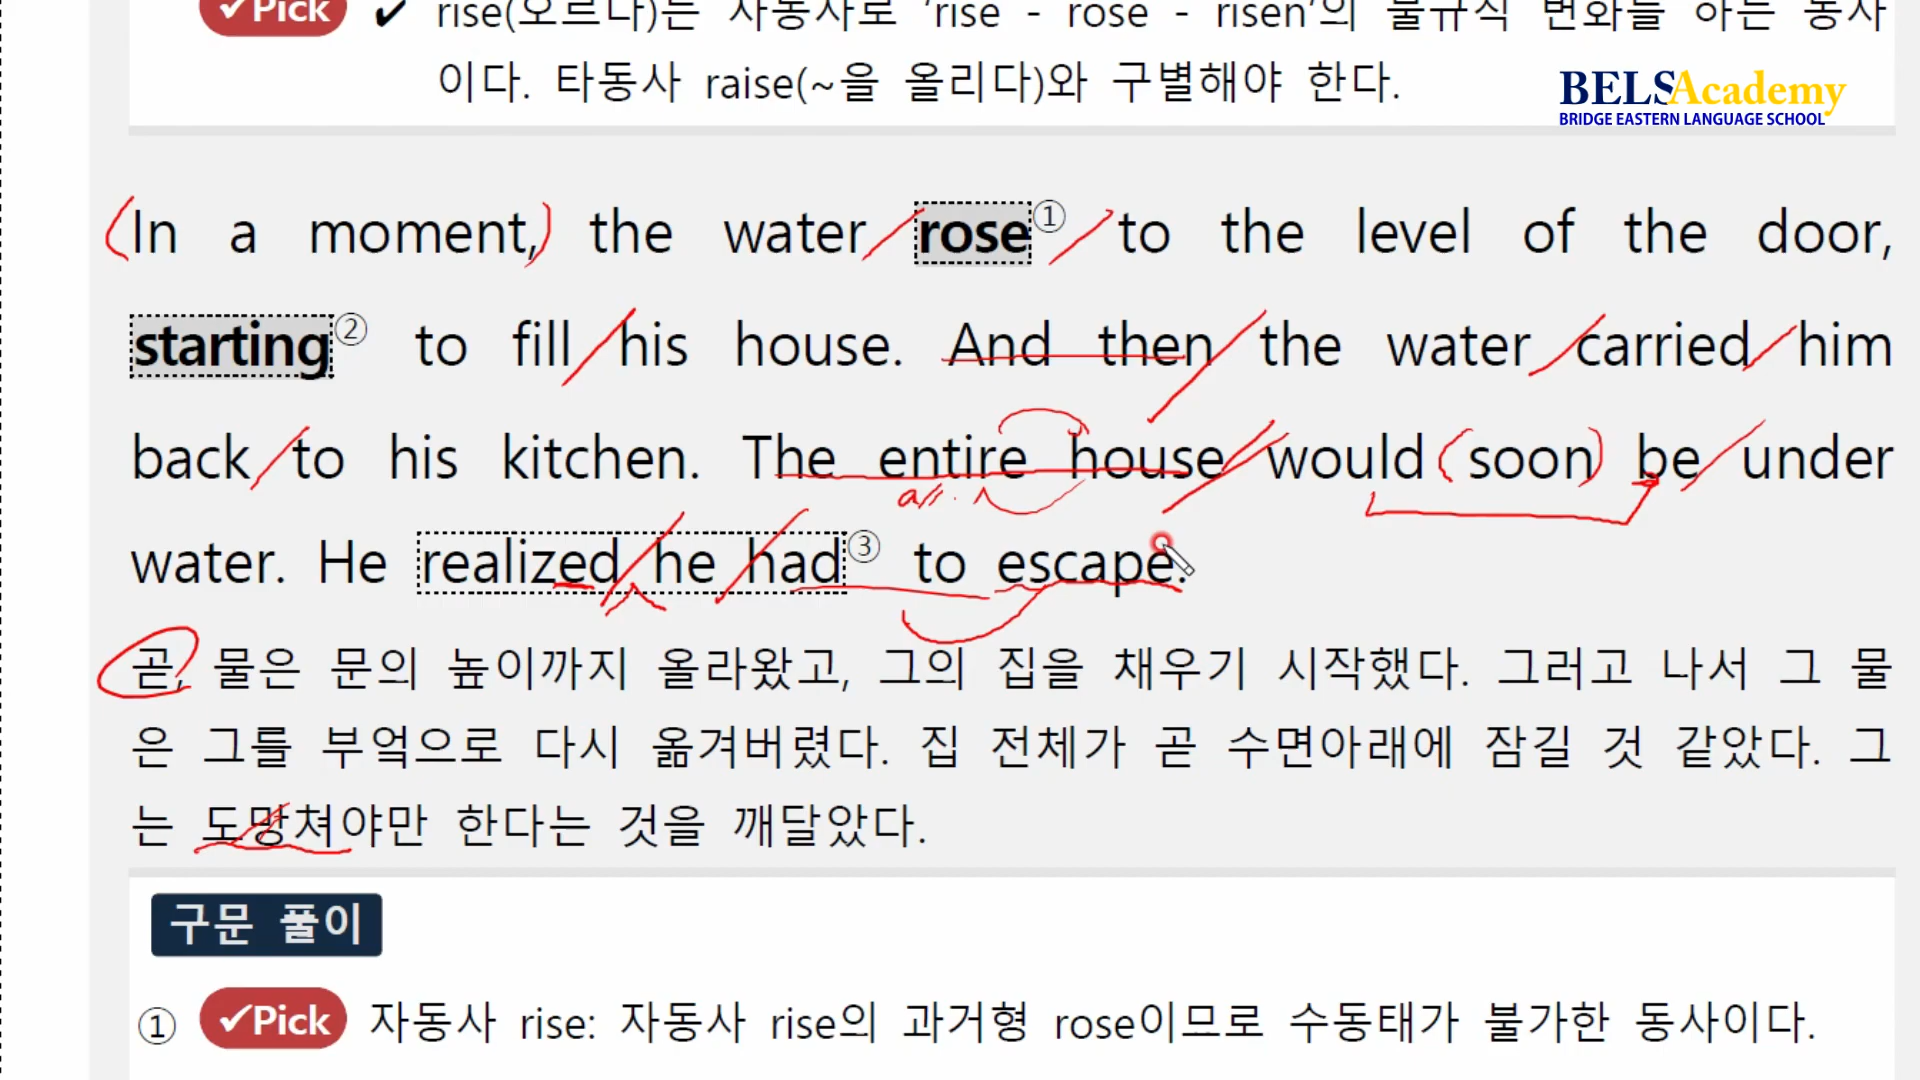 ✓Pick ✔ rise(오르다)는 자동사로 'rise - rose - risen'의 불규칙 변화를 하는 동사
이다. 타동사 raise(~을 올리다)와 구별해야 한다.
BELSAcademy
BRIDGE EASTERN LANGUAGE SCHOOL
In a moment, the water rose① to the level of the door,
starting② to fill his house. And then the water carried him
back to his kitchen. The entire house would soon be under
all
water. He realized he had③ to escape.
곧, 물은 문의 높이까지 올라왔고, 그의 집을 채우기 시작했다. 그러고 나서 그 물
은 그를 부엌으로 다시 옮겨버렸다. 집 전체가 곧 수면아래에 잠길 것 같았다. 그
는 도망쳐야만 한다는 것을 깨달았다.
구문 풀이
① ✓Pick 자동사 rise: 자동사 rise의 과거형 rose이므로 수동태가 불가한 동사이다.